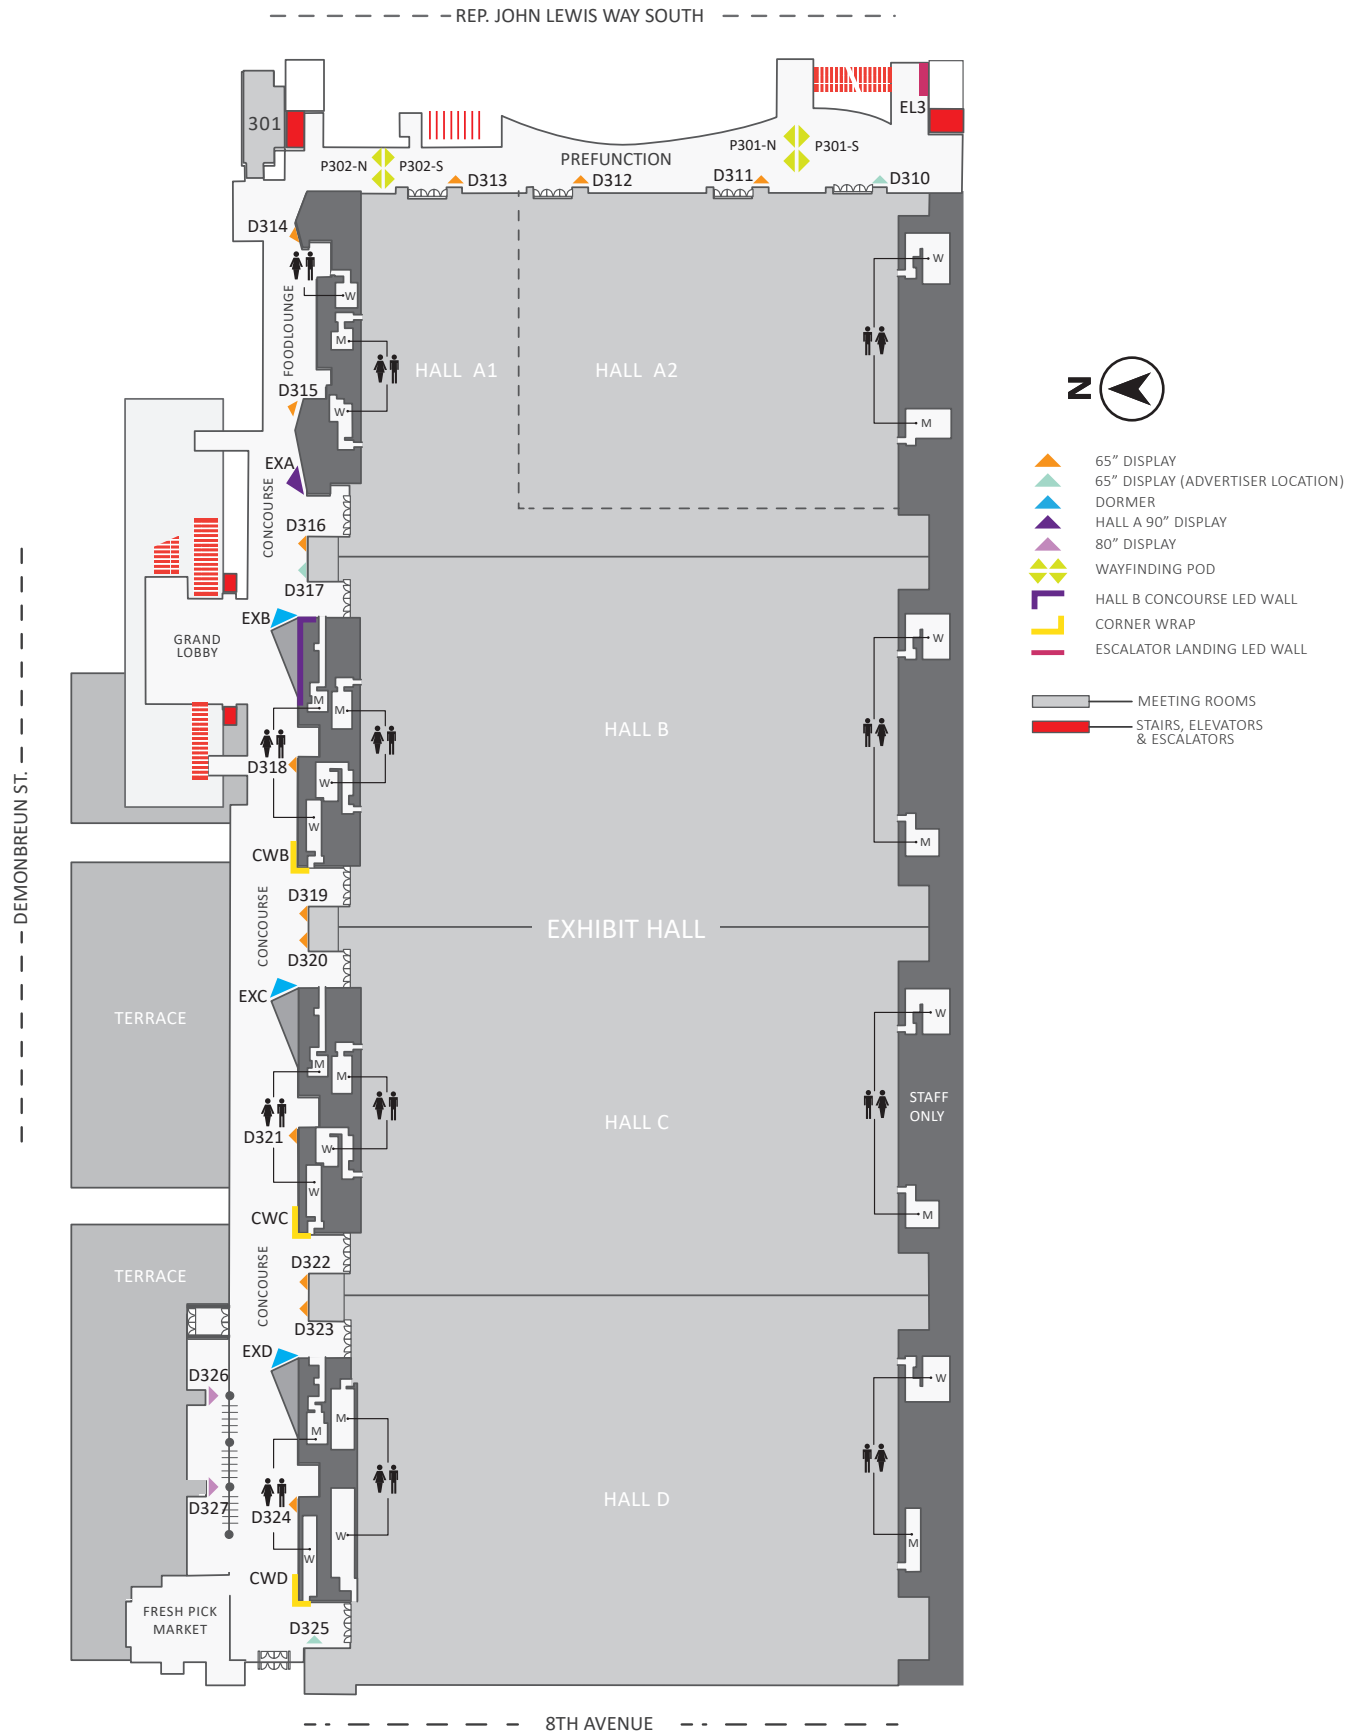 REP. JOHN LEWIS WAY SOUTH
EL3
301
P302-N
P302-S
PREFUNCTION
P301-N
P301-S
D313
D312
D311
D310
D314
W
W
FOODLOUNGE
M
HALL A1
HALL A2
D315
W
M
EXA
CONCOURSE
D316
D317
EXB
GRAND
LOBBY
W
M
M
HALL B
D318
W
W
M
CWB
D319
CONCOURSE
EXHIBIT HALL
D320
EXC
TERRACE
W
M
M
STAFF
ONLY
HALL C
D321
W
W
M
CWC
D322
CONCOURSE
TERRACE
D323
EXD
D326
W
M
M
HALL D
D327
D324
W
W
M
CWD
FRESH PICK
MARKET
D325
DEMONBREUN ST.
8TH AVENUE
N
65” DISPLAY
65” DISPLAY (ADVERTISER LOCATION)
DORMER
HALL A 90” DISPLAY
80” DISPLAY
WAYFINDING POD
HALL B CONCOURSE LED WALL
CORNER WRAP
ESCALATOR LANDING LED WALL
MEETING ROOMS
STAIRS, ELEVATORS
& ESCALATORS